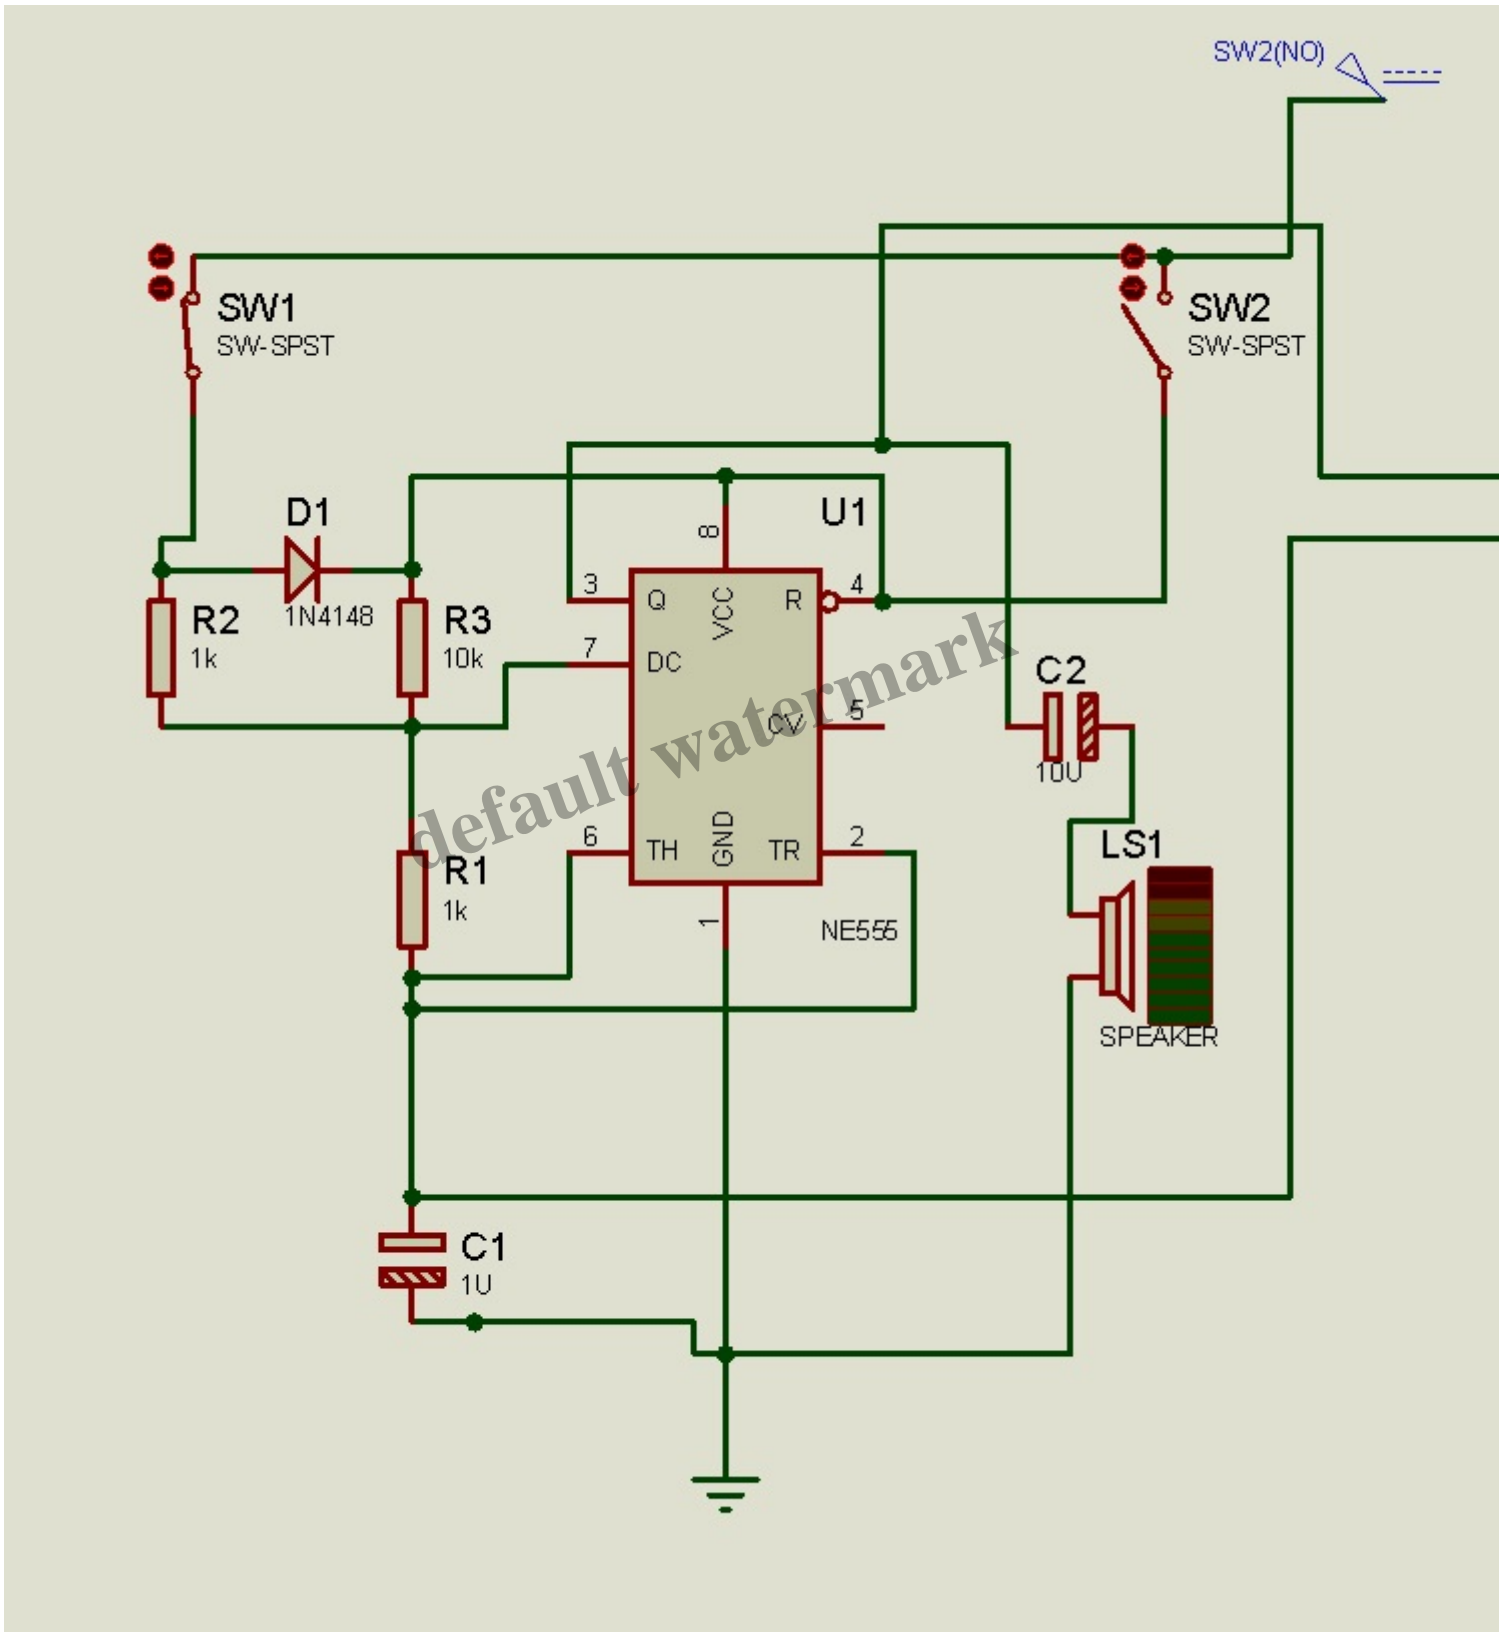 SW2(NO)
SW1
SW-SPST
SW2
SW-SPST
D1
1N4148
U1
8
R2
1k
R3
10k
3
Q
VCC
R
4
7
DC
C2
10U
CV
5
default watermark
6
TH
GND
TR
2
R1
1k
1
NE555
LS1
SPEAKER
C1
1U